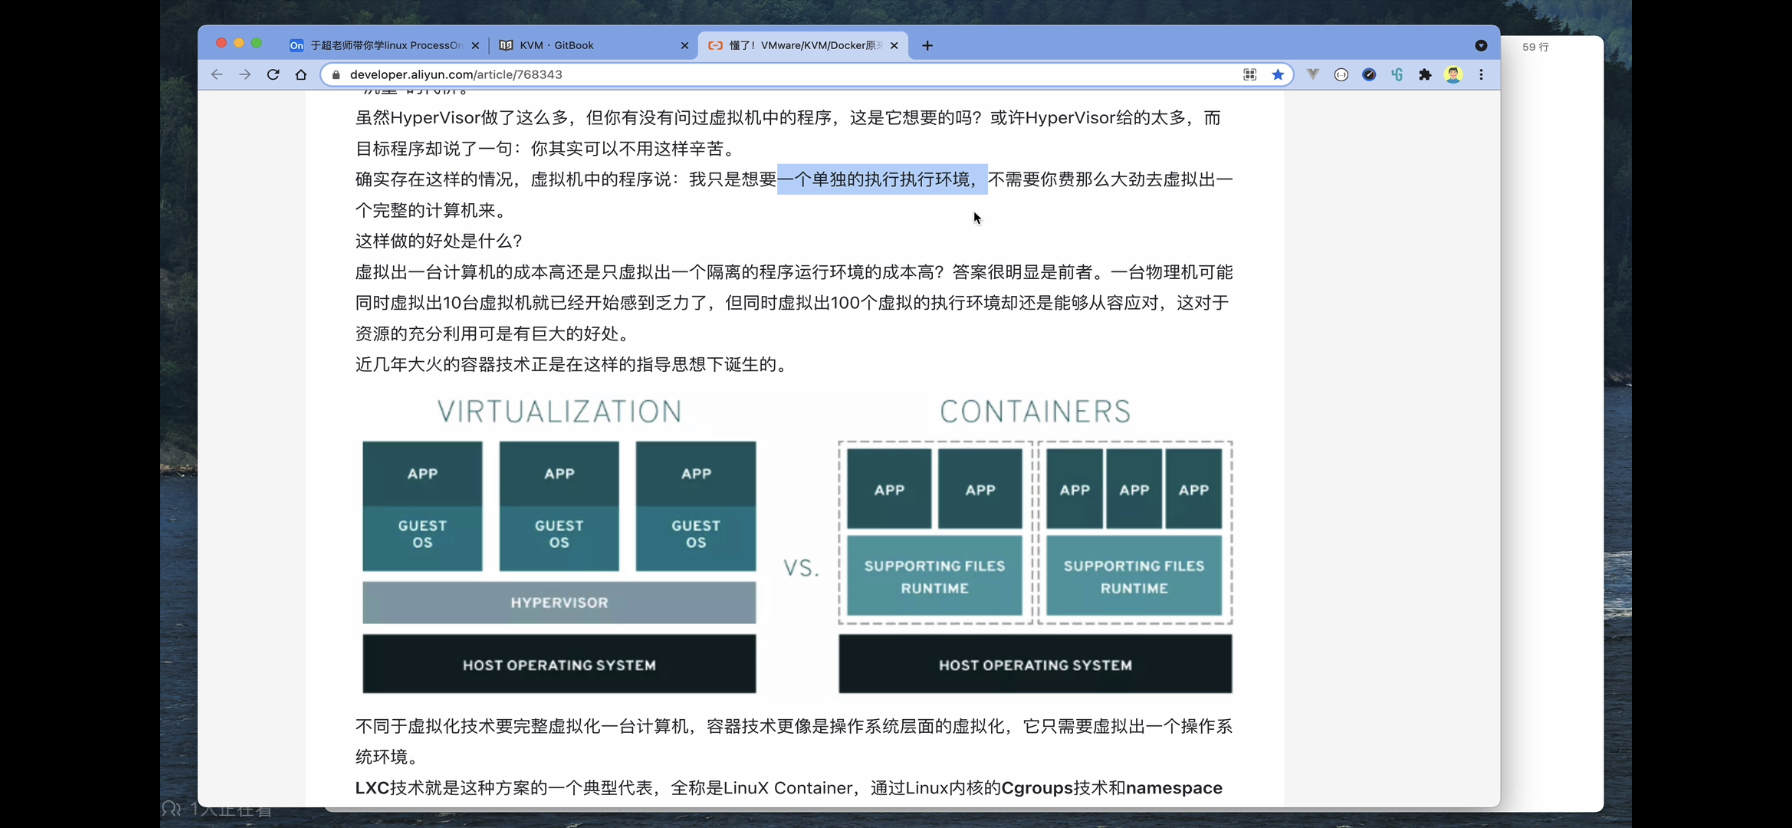 于超老师带你学linux ProcessOn
KVM · GitBook
懂了！VMware/KVM/Docker原来
59 行
developer.aliyun.com/article/768343
虽然HyperVisor做了这么多，但你有没有问过虚拟机中的程序，这是它想要的吗？或许HyperVisor给的太多，而
目标程序却说了一句：你其实可以不用这样辛苦。
确实存在这样的情况，虚拟机中的程序说：我只是想要一个单独的执行执行环境，不需要你费那么大劲去虚拟出一
个完整的计算机来。
这样做的好处是什么？
虚拟出一台计算机的成本高还是只虚拟出一个隔离的程序运行环境的成本高？答案很明显是前者。一台物理机可能
同时虚拟出10台虚拟机就已经开始感到乏力了，但同时虚拟出100个虚拟的执行环境却还是能够从容应对，这对于
资源的充分利用可是有巨大的好处。
近几年大火的容器技术正是在这样的指导思想下诞生的。
VIRTUALIZATION
APP
APP
APP
GUEST
OS
GUEST
OS
GUEST
OS
HYPERVISOR
HOST OPERATING SYSTEM
VS.
CONTAINERS
APP
APP
APP
APP
APP
SUPPORTING FILES
RUNTIME
SUPPORTING FILES
RUNTIME
HOST OPERATING SYSTEM
不同于虚拟化技术要完整虚拟化一台计算机，容器技术更像是操作系统层面的虚拟化，它只需要虚拟出一个操作系
统环境。
LXC技术就是这种方案的一个典型代表，全称是LinuX Container，通过Linux内核的Cgroups技术和namespace
1人正在看